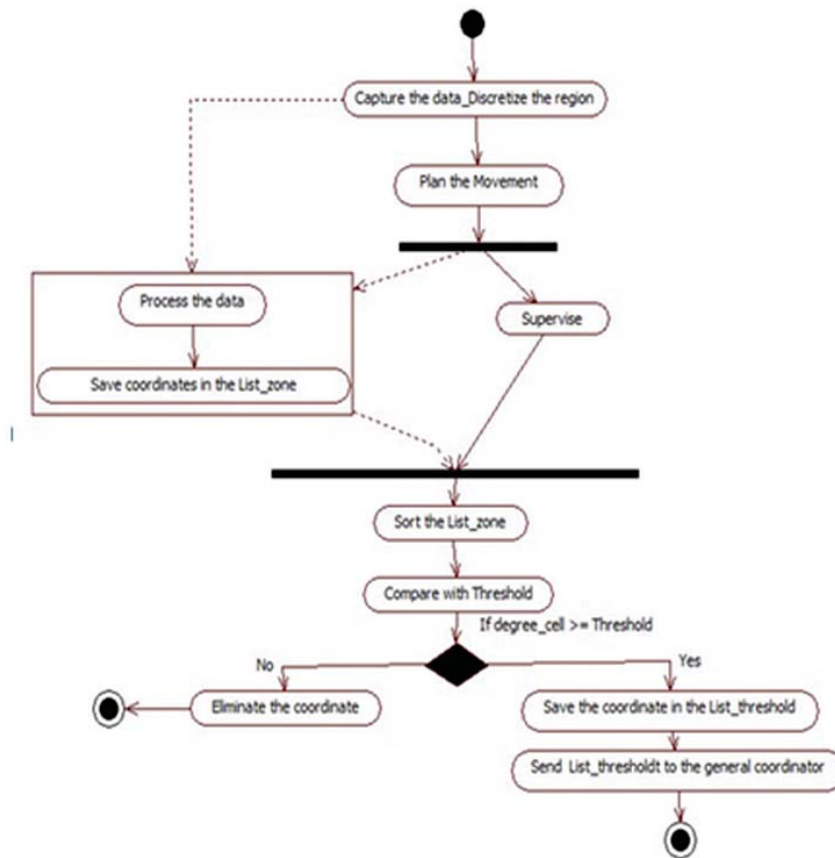 Capture the data_Discretize the region
Plan the Movement
Process the data
Supervise
Save coordinates in the List_zone
Sort the List_zone
Compare with Threshold
If degree_cell >= Threshold
No
Yes
Eliminate the coordinate
Save the coordinate in the List_threshold
Send List_thresholdt to the general coordinator